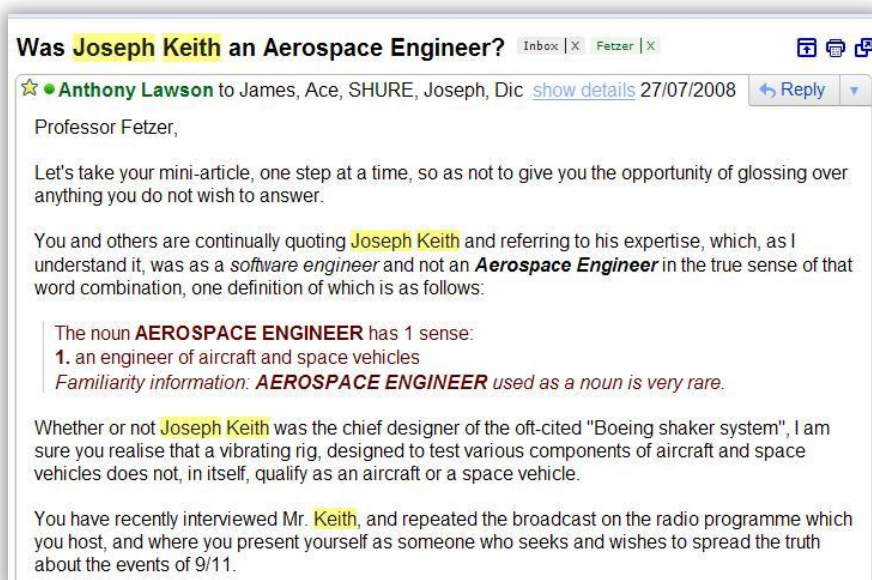 Was Joseph Keith an Aerospace Engineer? Inbox | X Fetzer | X
Anthony Lawson to James, Ace, SHURE, Joseph, Dic show details 27/07/2008 Reply
Professor Fetzer,
Let's take your mini-article, one step at a time, so as not to give you the opportunity of glossing over
anything you do not wish to answer.
You and others are continually quoting Joseph Keith and referring to his expertise, which, as I
understand it, was as a software engineer and not an Aerospace Engineer in the true sense of that
word combination, one definition of which is as follows:
The noun AEROSPACE ENGINEER has 1 sense:
1. an engineer of aircraft and space vehicles
Familiarity information: AEROSPACE ENGINEER used as a noun is very rare.
Whether or not Joseph Keith was the chief designer of the oft-cited "Boeing shaker system", I am
sure you realise that a vibrating rig, designed to test various components of aircraft and space
vehicles does not, in itself, qualify as an aircraft or a space vehicle.
You have recently interviewed Mr. Keith, and repeated the broadcast on the radio programme which
you host, and where you present yourself as someone who seeks and wishes to spread the truth
about the events of 9/11.